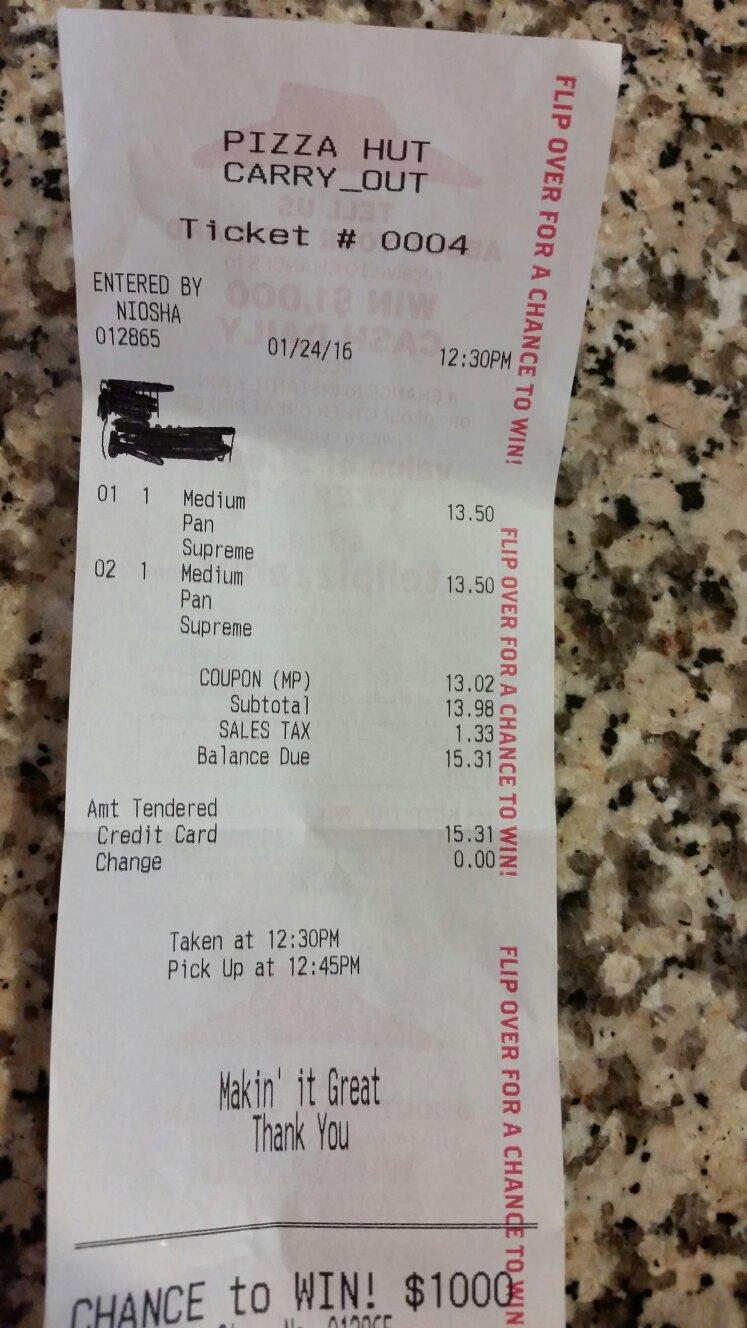 PIZZA HUT
CARRY_OUT
Ticket # 0004
ENTERED BY
NIOSHA
012865 01/24/16 12:30PM
01 1 Medium 13.50
Pan
Supreme
02 1 Medium 13.50
Pan
Supreme
COUPON (MP) 13.02
Subtotal 13.98
SALES TAX 1.33
Balance Due 15.31
Amt Tendered
Credit Card 15.31
Change 0.00
Taken at 12:30PM
Pick Up at 12:45PM
Makin' it Great
Thank You
CHANCE to WIN! $1000
FLIP OVER FOR A CHANCE TO WIN!
FLIP OVER FOR A CHANCE TO WIN!
FLIP OVER FOR A CHANCE TO WIN